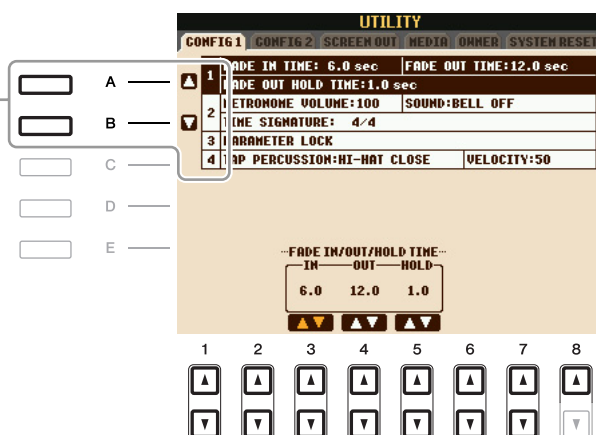 UTILITY
CONFIG 1 CONFIG 2 SCREEN OUT MEDIA OWNER SYSTEM RESET
A
B
C
D
E
1 FADE IN TIME: 6.0 sec FADE OUT TIME:12.0 sec
FADE OUT HOLD TIME:1.0 sec
2 METRONOME VOLUME:100 SOUND:BELL OFF
TIME SIGNATURE: 4/4
3 PARAMETER LOCK
4 TAP PERCUSSION:HI-HAT CLOSE VELOCITY:50
FADE IN/OUT/HOLD TIME
IN OUT HOLD
6.0 12.0 1.0
1 2 3 4 5 6 7 8